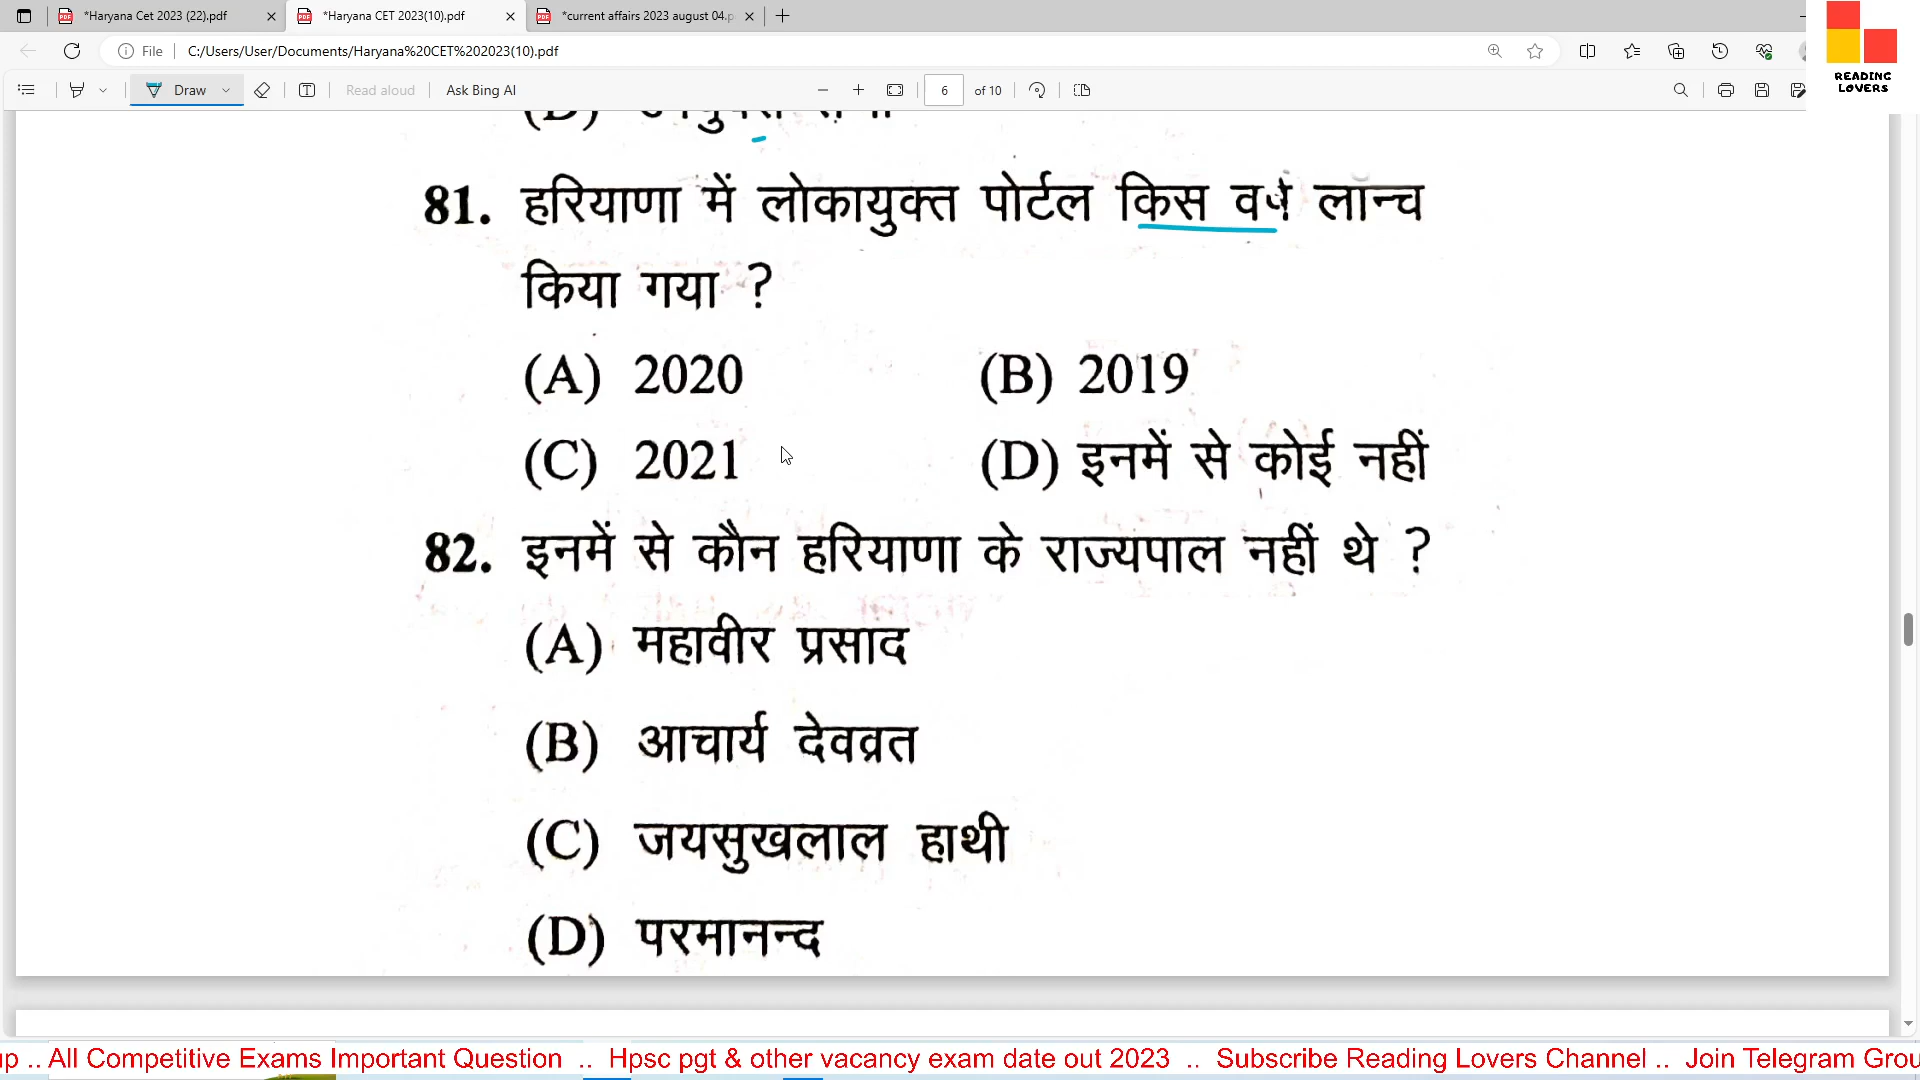 *Haryana Cet 2023 (22).pdf
*Haryana CET 2023(10).pdf
*current affairs 2023 august 04.p
File C:/Users/User/Documents/Haryana%20CET%202023(10).pdf
READING
LOVERS
Draw Read aloud Ask Bing AI 6 of 10
81. हरियाणा में लोकायुक्त पोर्टल किस वर्ष लॉन्च
किया गया ?
(A) 2020 (B) 2019
(C) 2021 (D) इनमें से कोई नहीं
82. इनमें से कौन हरियाणा के राज्यपाल नहीं थे ?
(A) महावीर प्रसाद
(B) आचार्य देवव्रत
(C) जयसुखलाल हाथी
(D) परमानन्द
up .. All Competitive Exams Important Question .. Hpsc pgt & other vacancy exam date out 2023 .. Subscribe Reading Lovers Channel .. Join Telegram Grou